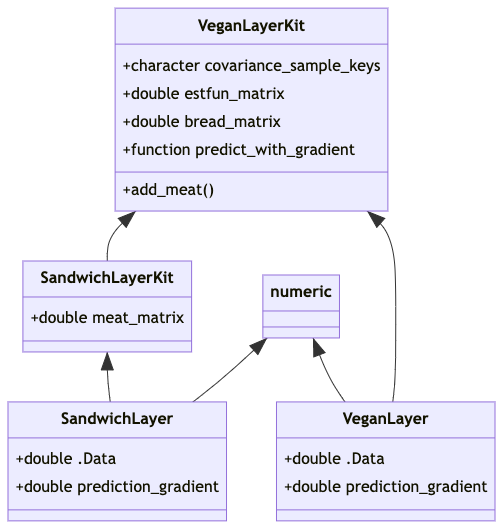 VeganLayerKit
+character covariance_sample_keys
+double estfun_matrix
+double bread_matrix
+function predict_with_gradient
+add_meat()
SandwichLayerKit
+double meat_matrix
numeric
SandwichLayer
+double .Data
+double prediction_gradient
VeganLayer
+double .Data
+double prediction_gradient